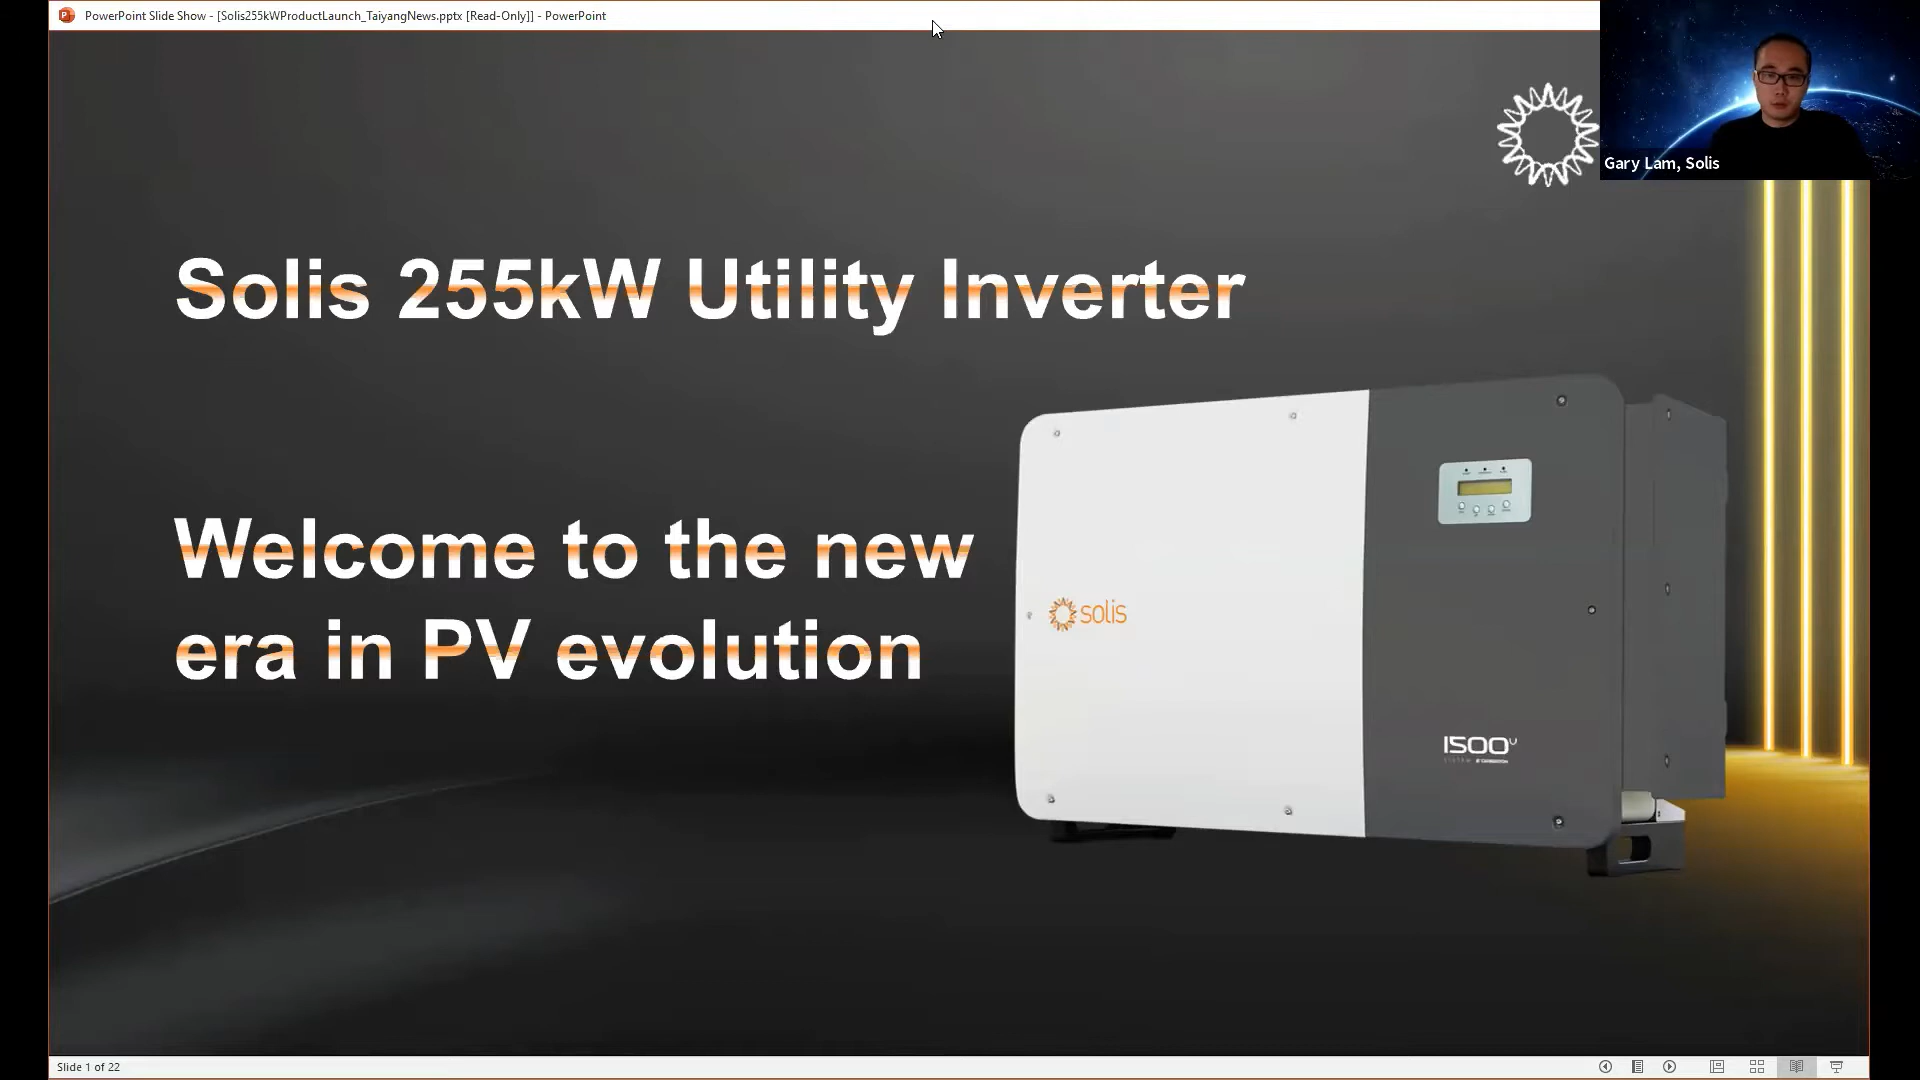 PowerPoint Slide Show - [Solis255kWProductLaunch_TaiyangNews.pptx [Read-Only]] - PowerPoint
Gary Lam, Solis
Solis 255kW Utility Inverter
Welcome to the new
era in PV evolution
solis
1500V
Slide 1 of 22